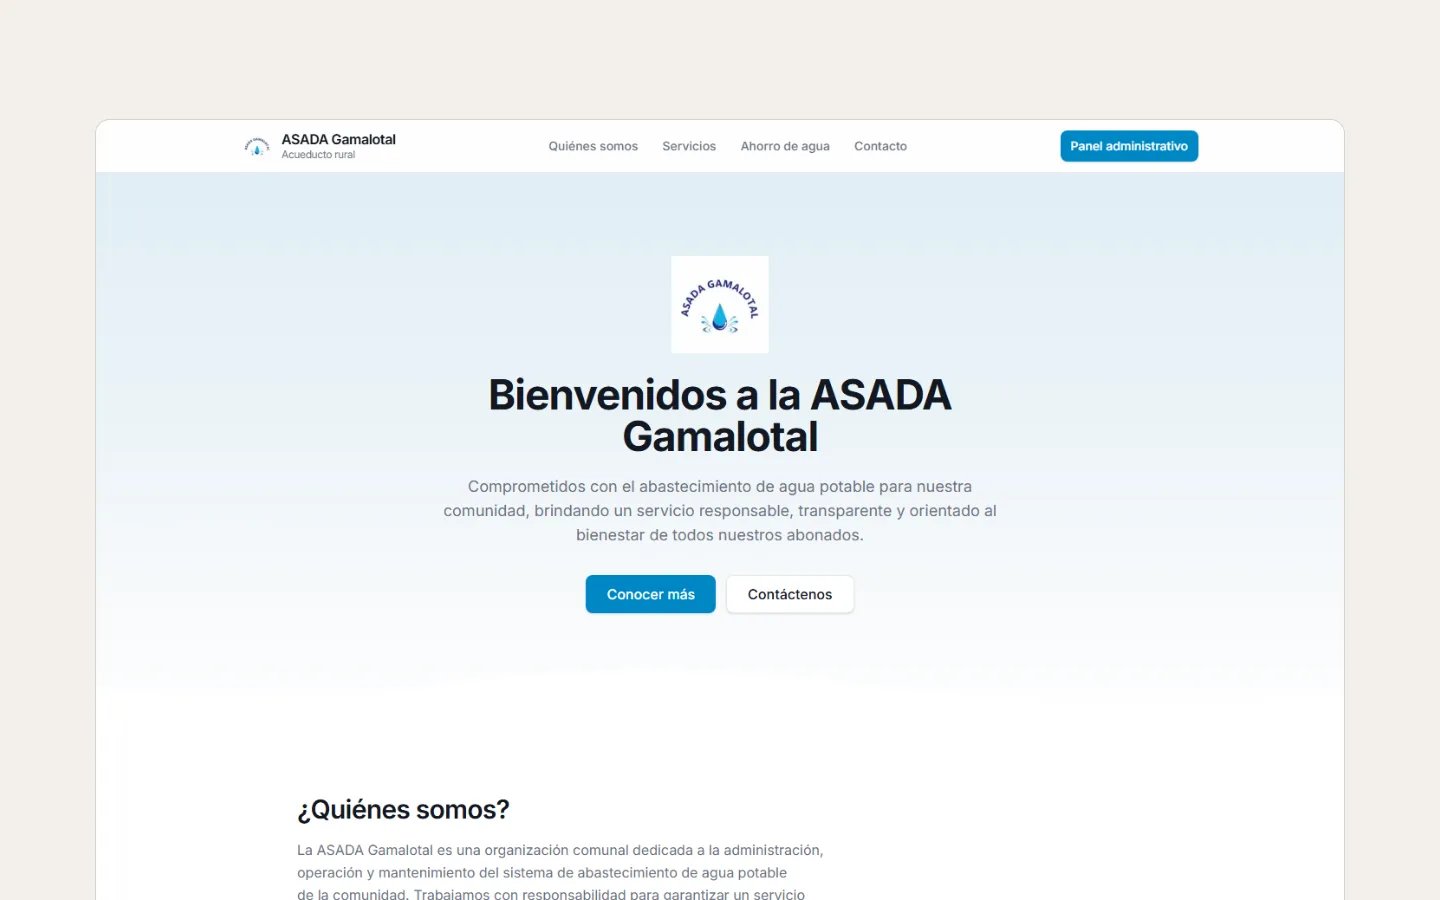 ASADA Gamalotal
Acueducto rural
Quiénes somos
Servicios
Ahorro de agua
Contacto
Panel administrativo
ASADA GAMALOTAL
Bienvenidos a la ASADA
Gamalotal
Comprometidos con el abastecimiento de agua potable para nuestra
comunidad, brindando un servicio responsable, transparente y orientado al
bienestar de todos nuestros abonados.
Conocer más
Contáctenos
¿Quiénes somos?
La ASADA Gamalotal es una organización comunal dedicada a la administración,
operación y mantenimiento del sistema de abastecimiento de agua potable
de la comunidad. Trabajamos con responsabilidad para garantizar un servicio